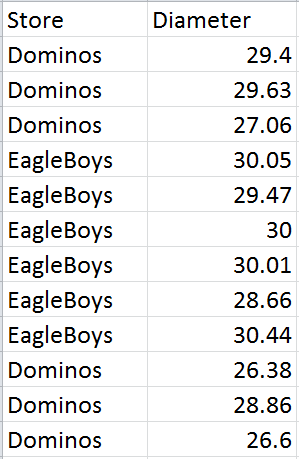 Store Diameter
Dominos 29.4
Dominos 29.63
Dominos 27.06
EagleBoys 30.05
EagleBoys 29.47
EagleBoys 30
EagleBoys 30.01
EagleBoys 28.66
EagleBoys 30.44
Dominos 26.38
Dominos 28.86
Dominos 26.6